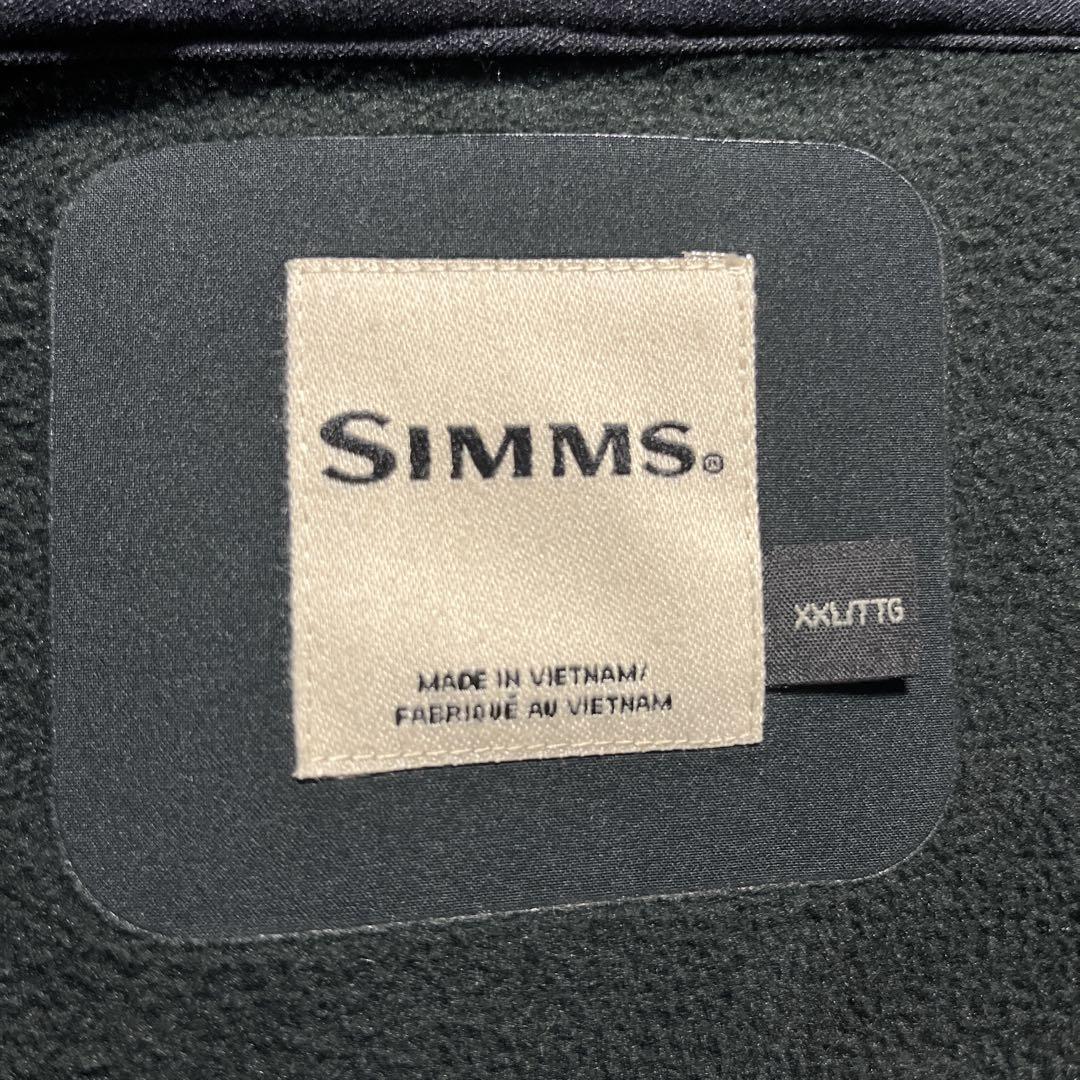 SIMMS®
XXL/TTG
MADE IN VIETNAM/
FABRIQUÉ AU VIETNAM